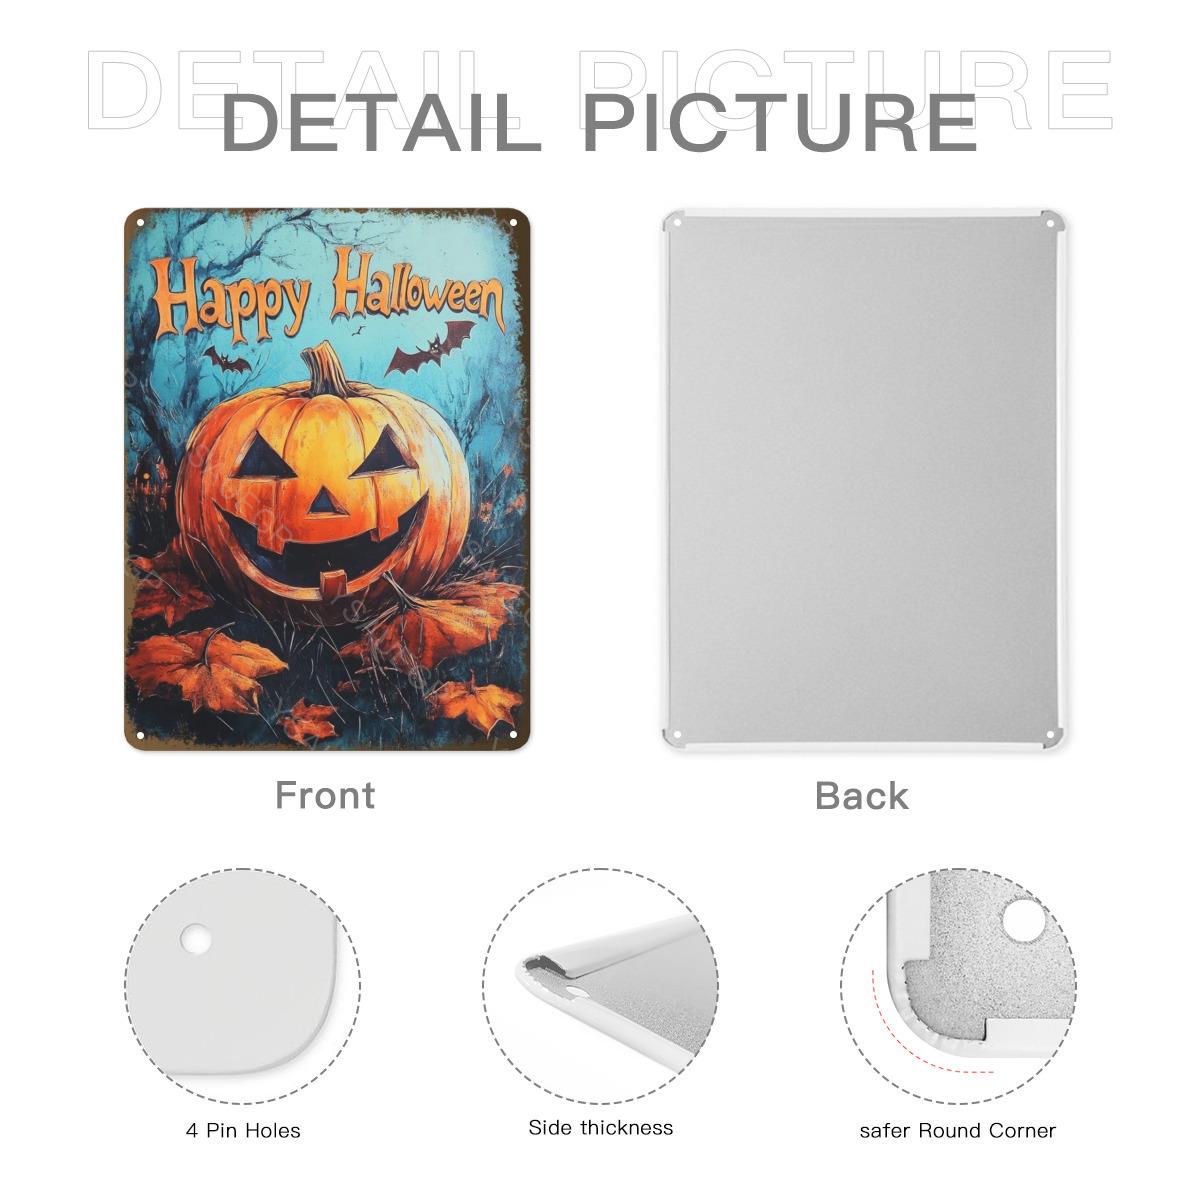 DETAIL PICTURE
DETAIL PICTURE
Happy Halloween
Front
Back
4 Pin Holes
Side thickness
safer Round Corner